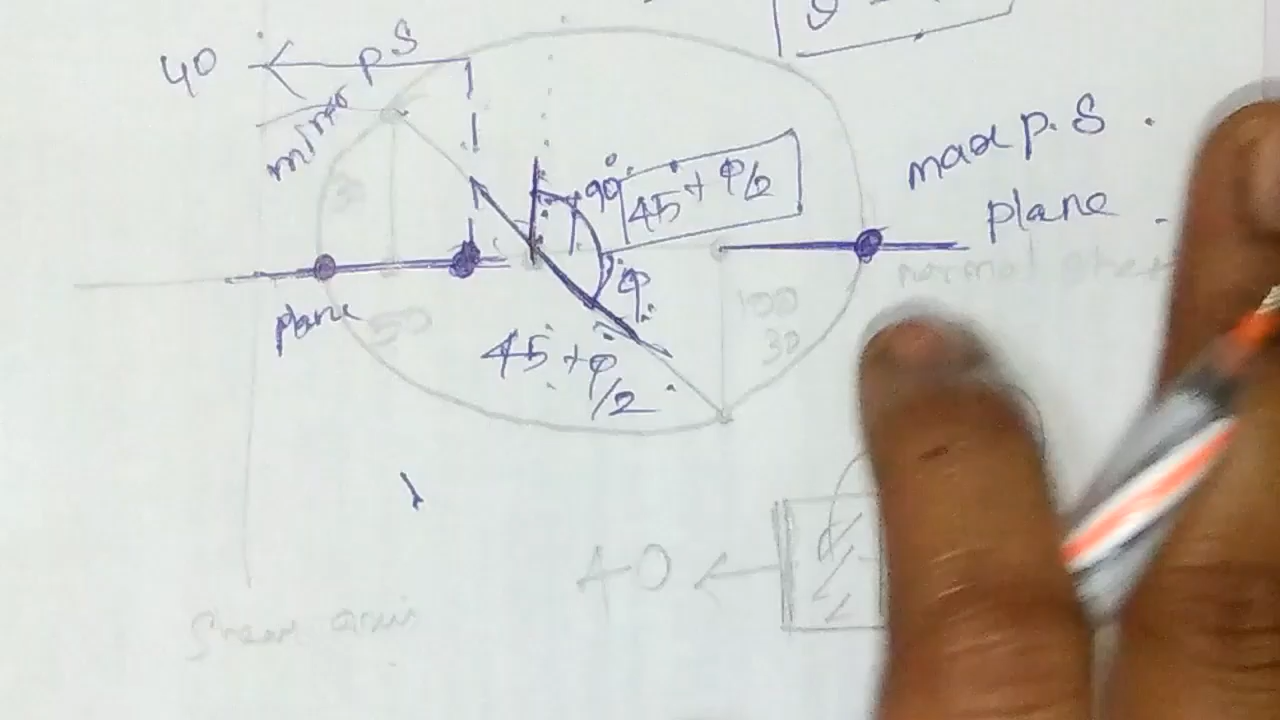 40
p S
minor
90°
45 + φ/2
max p. S.
plane
φ
plane
50
45 + φ/2
100
30
40